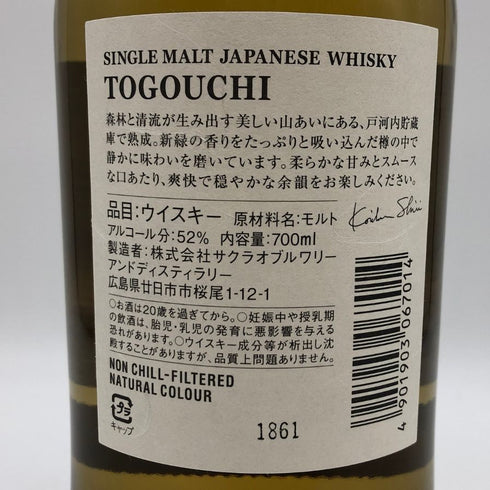 SINGLE MALT JAPANESE WHISKY
TOGOUCHI
森林と清流が生み出す美しい山あいにある、戸河内貯蔵
庫で熟成。新緑の香りをたっぷりと吸い込んだ樽の中で
静かに味わいを磨いています。柔らかな甘みとスムース
な口あたり、爽快で穏やかな余韻をお楽しみください。
品目:ウイスキー 原材料名:モルト
アルコール分:52% 内容量:700ml
製造者:株式会社サクラオブルワリー
アンドディスティラリー
広島県廿日市市桜尾1-12-1
○お酒は20歳を過ぎてから。○妊娠中や授乳期
の飲酒は、胎児・乳児の発育に悪影響を与える
恐れがあります。○ウイスキー成分等が析出し沈
殿することがありますが、品質上問題ありません。
NON CHILL-FILTERED
NATURAL COLOUR
プラ
キャップ
1861
4 901903 067014